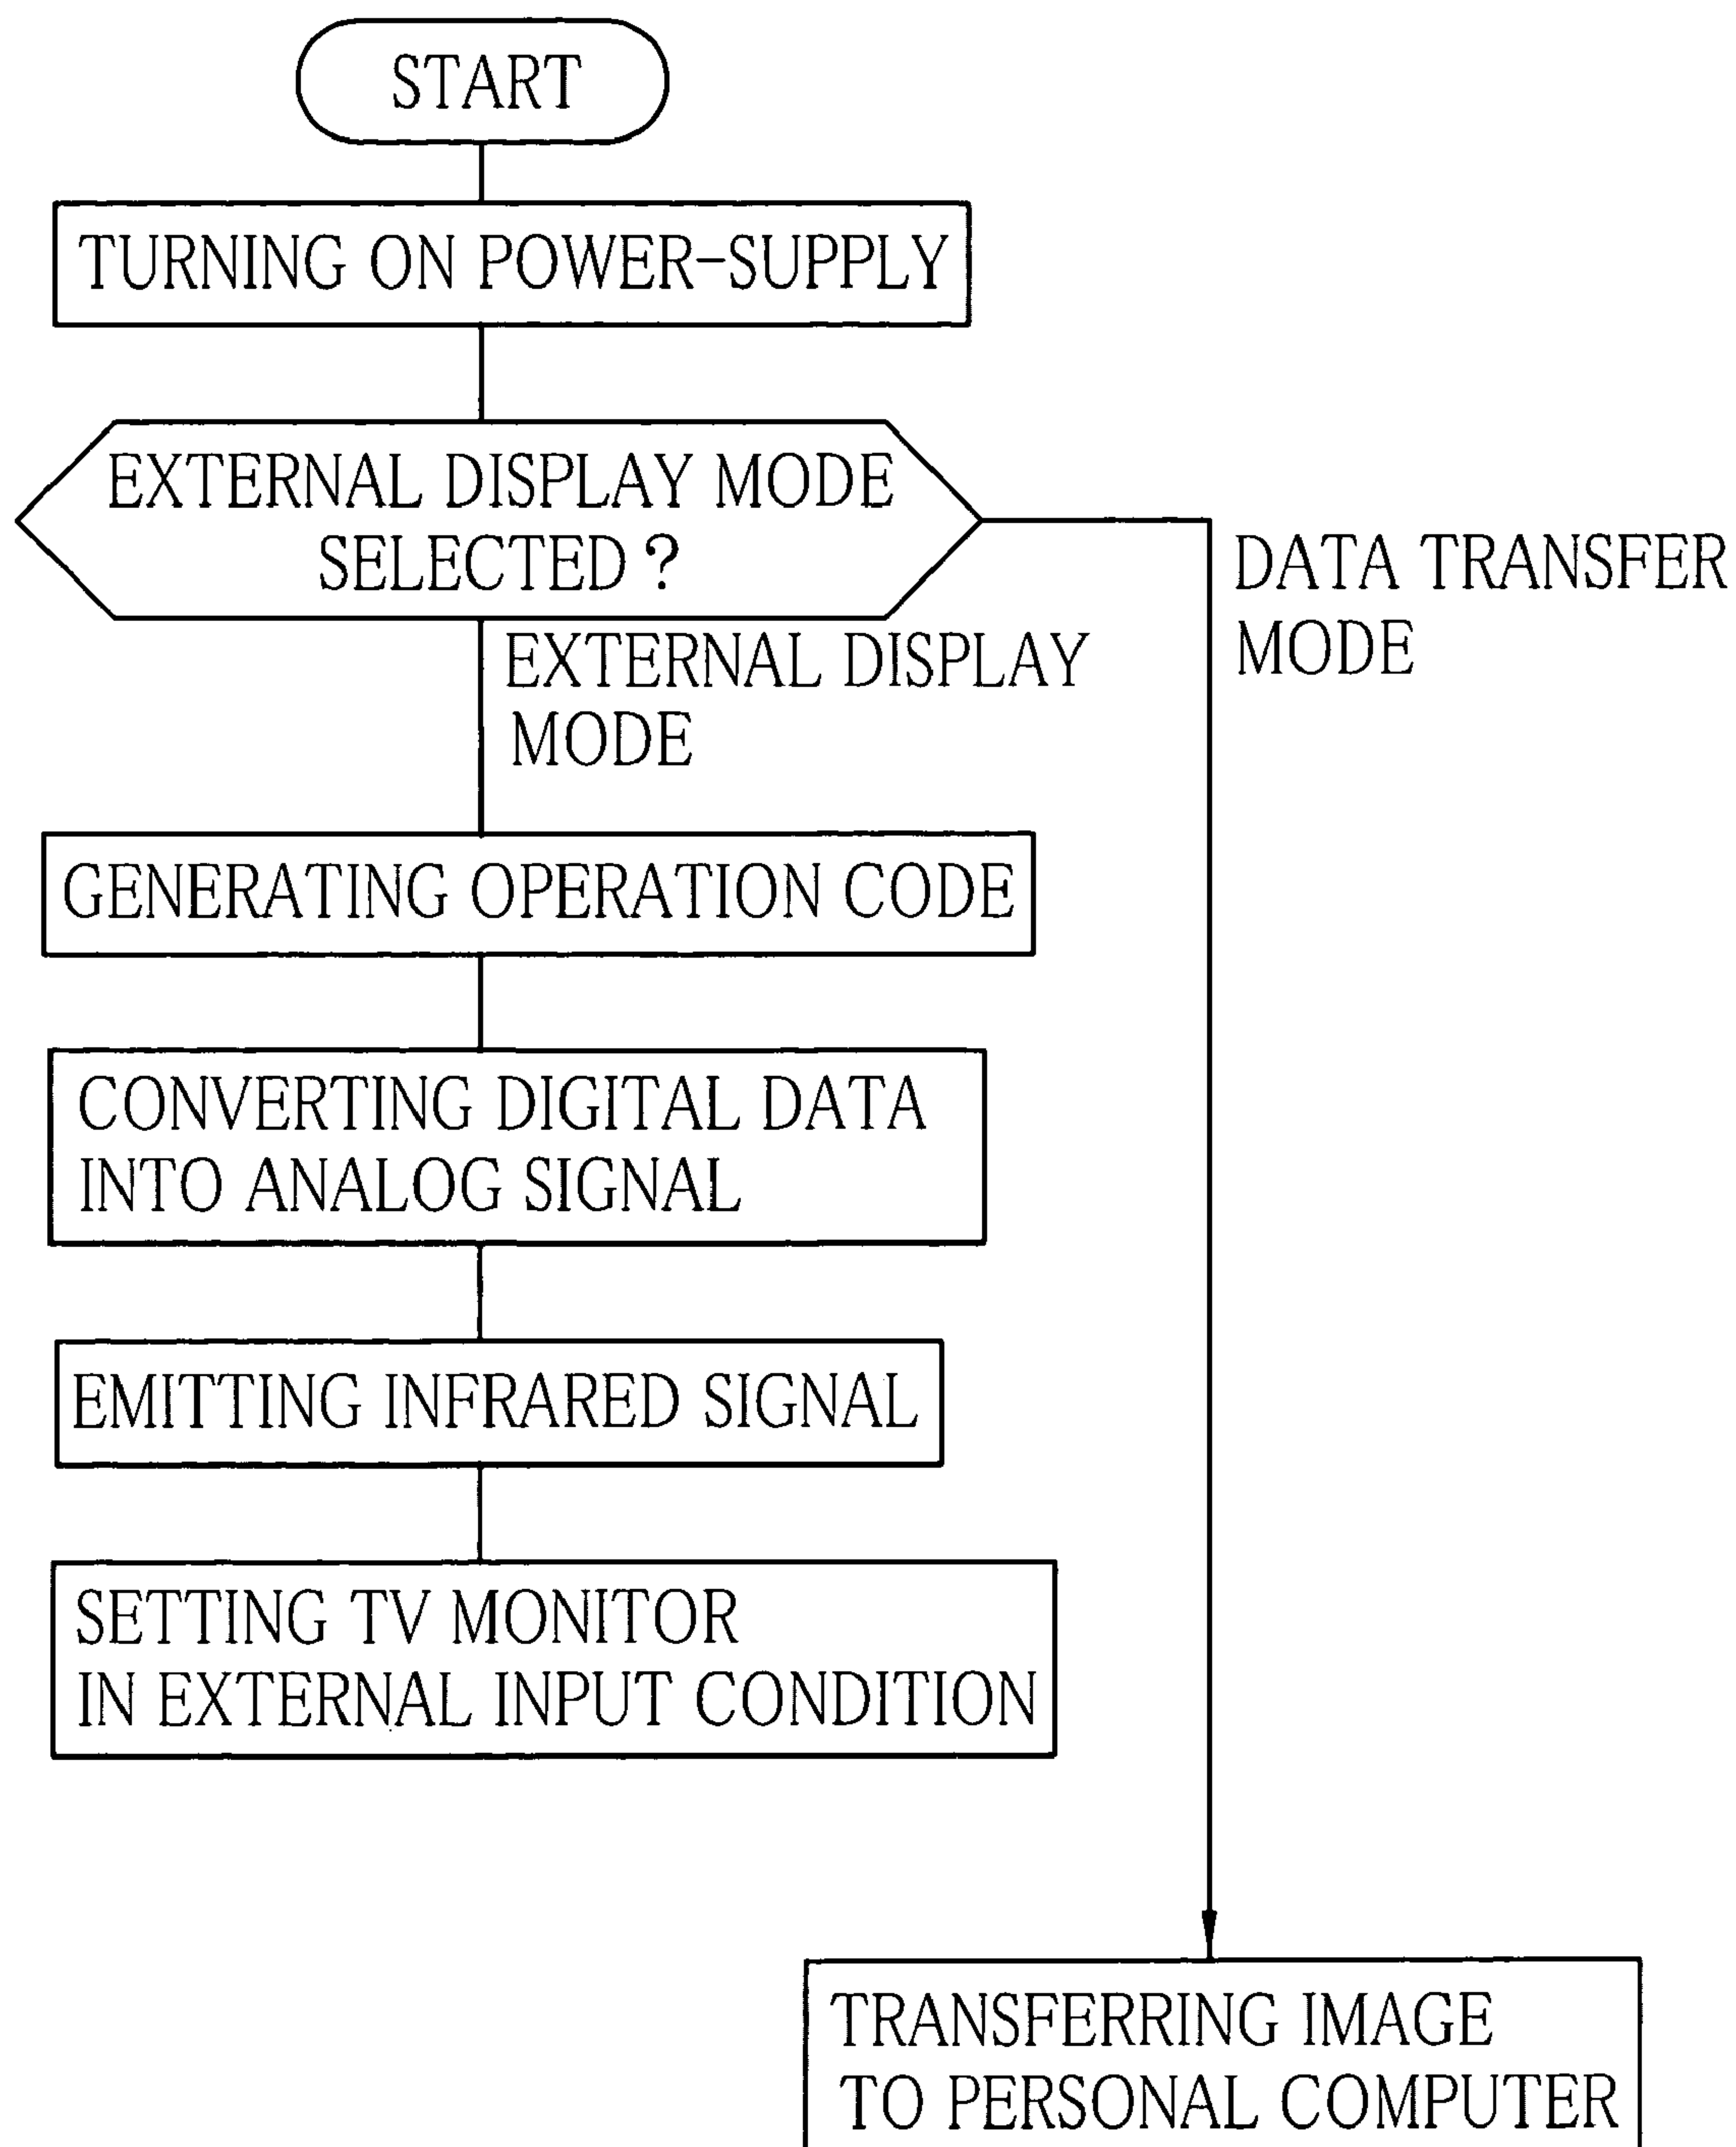 START
TURNING ON POWER-SUPPLY
EXTERNAL DISPLAY MODE
SELECTED ?
DATA TRANSFER
MODE
EXTERNAL DISPLAY
MODE
GENERATING OPERATION CODE
CONVERTING DIGITAL DATA
INTO ANALOG SIGNAL
EMITTING INFRARED SIGNAL
SETTING TV MONITOR
IN EXTERNAL INPUT CONDITION
TRANSFERRING IMAGE
TO PERSONAL COMPUTER